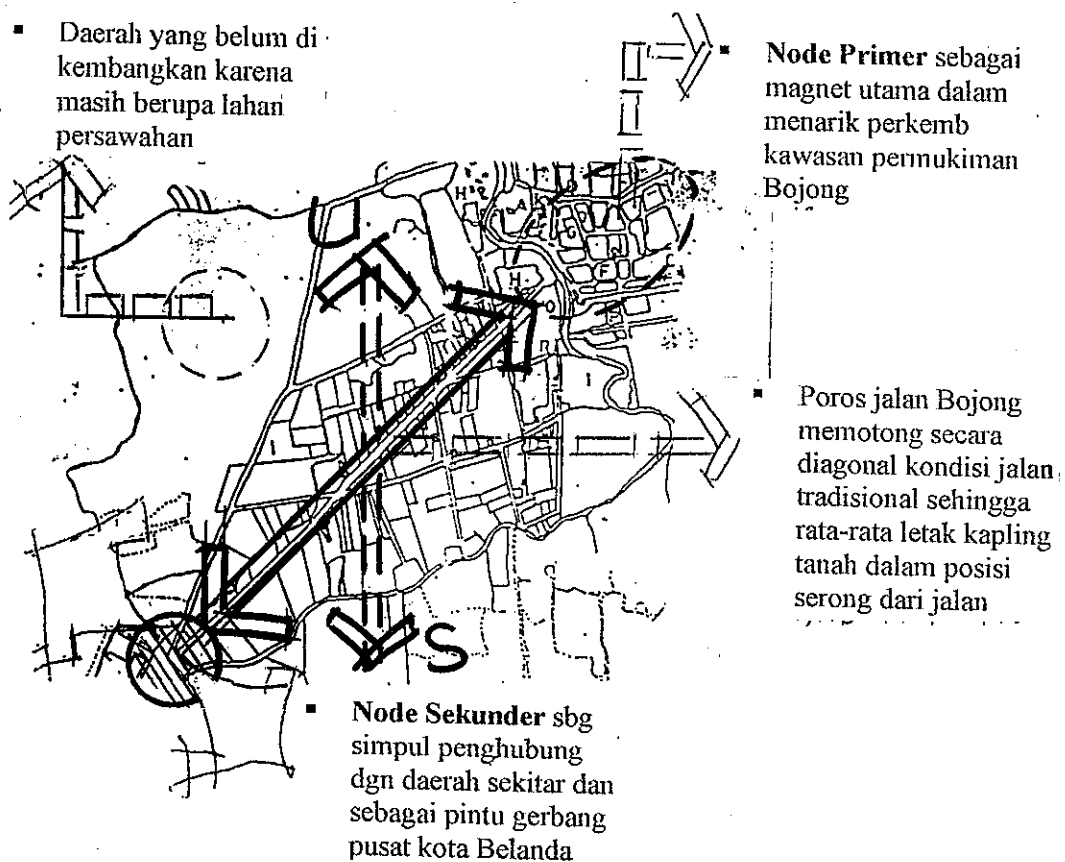 ▪ Daerah yang belum di
kembangkan karena
masih berupa lahan
persawahan
▪ Node Primer sebagai
magnet utama dalam
menarik perkemb
kawasan permukiman
Bojong
U
A
G
F
H
I
I
▪ Poros jalan Bojong
memotong secara
diagonal kondisi jalan
tradisional sehingga
rata-rata letak kapling
tanah dalam posisi
serong dari jalan
S
▪ Node Sekunder sbg
simpul penghubung
dgn daerah sekitar dan
sebagai pintu gerbang
pusat kota Belanda